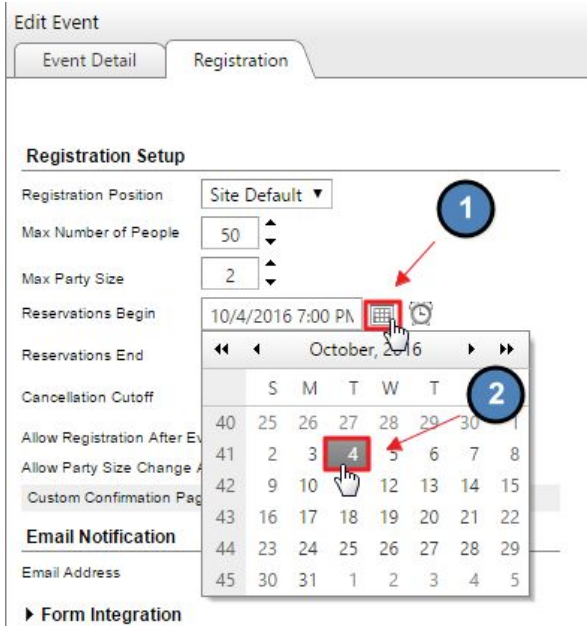 Edit Event
Event Detail Registration
Registration Setup
Registration Position Site Default
Max Number of People 50
1
Max Party Size 2
Reservations Begin 10/4/2016 7:00 PM
Reservations End
October, 2016
Cancellation Cutoff
S M T W T
2
40 25 26 27 28 29 30 1
Allow Registration After Ev
41 2 3 4 5 6 7 8
Allow Party Size Change A
42 9 10 12 13 14 15
Custom Confirmation Pag
43 16 17 18 19 20 21 22
Email Notification
44 23 24 25 26 27 28 29
Email Address
45 30 31 1 2 3 4 5
Form Integration